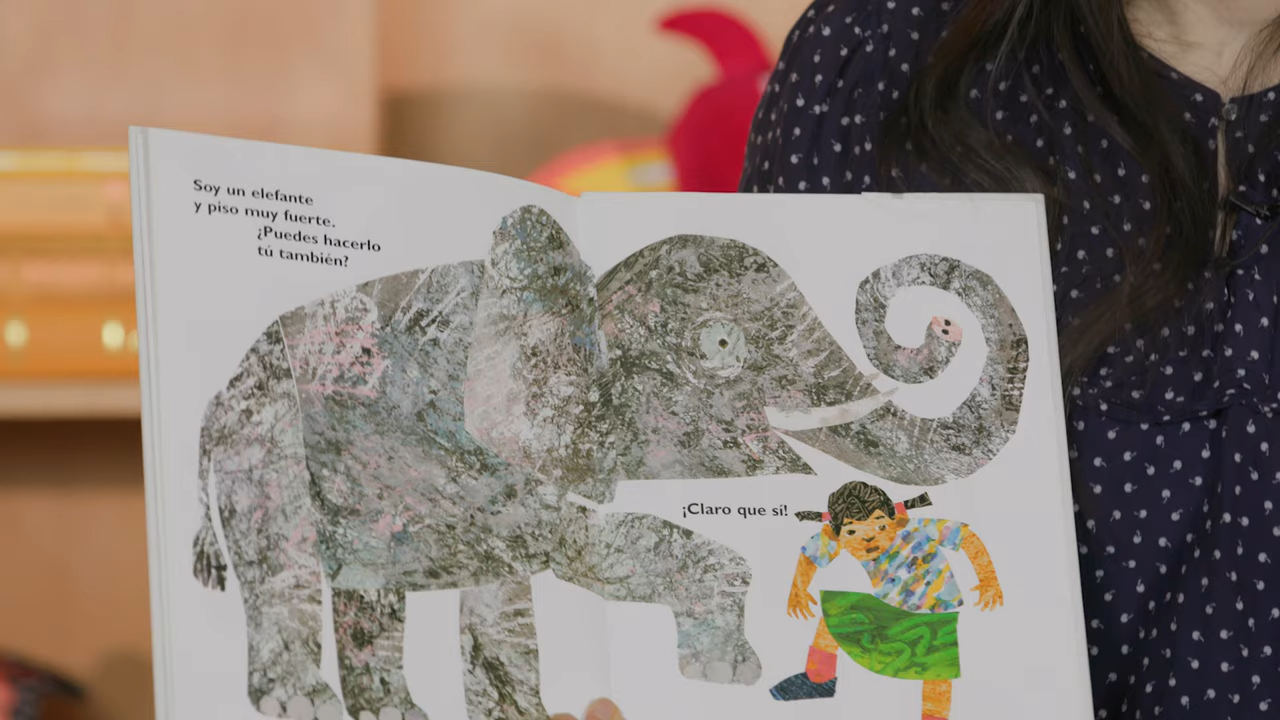 Soy un elefante
y piso muy fuerte.
¿Puedes hacerlo
tú también?
¡Claro que sí!